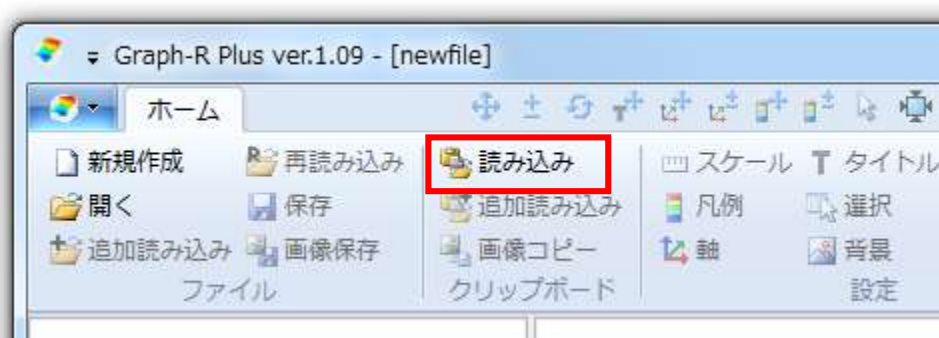 Graph-R Plus ver.1.09 - [newfile]
ホーム
新規作成 再読み込み 読み込み スケール タイトル
開く 保存 追加読み込み 凡例 選択
追加読み込み 画像保存 画像コピー 軸 背景
ファイル クリップボード 設定